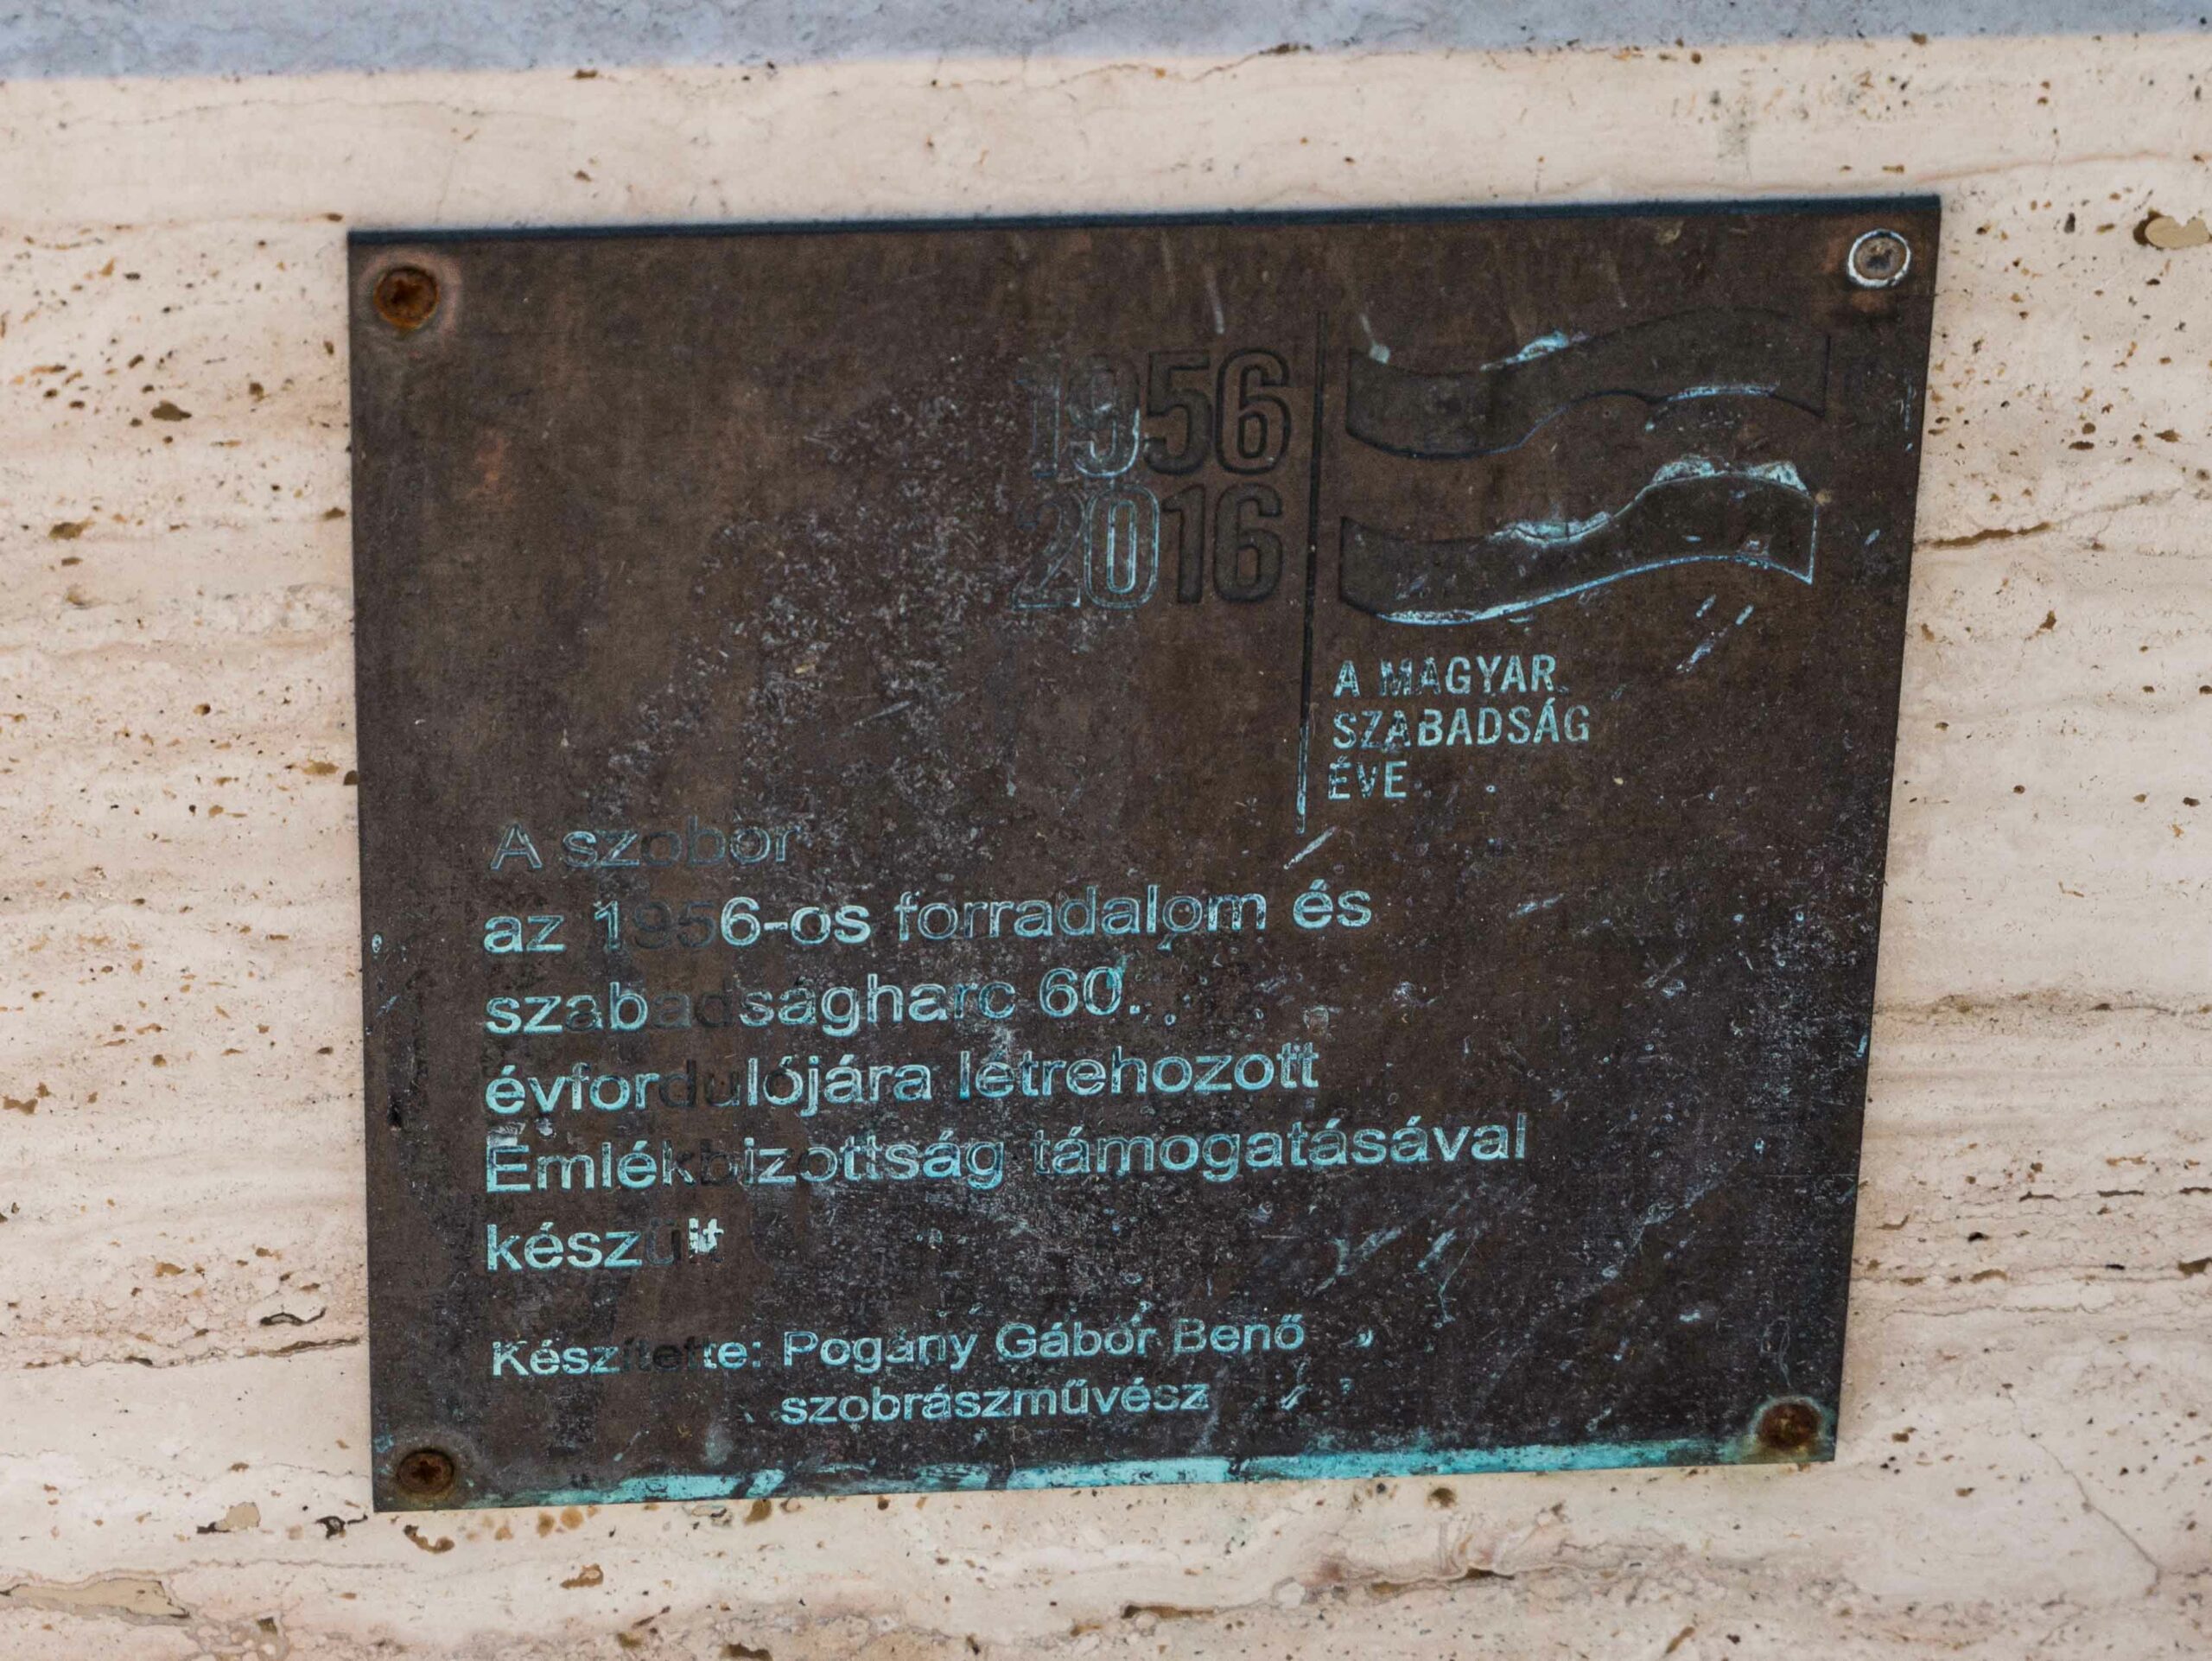 1956
2016
A MAGYAR
SZABADSÁG
ÉVE
A szobor
az 1956-os forradalom és
szabadságharc 60.
évfordulójára létrehozott
Emlékbizottság támogatásával
készült
Készítette: Pogány Gábor Benő
szobrászművész